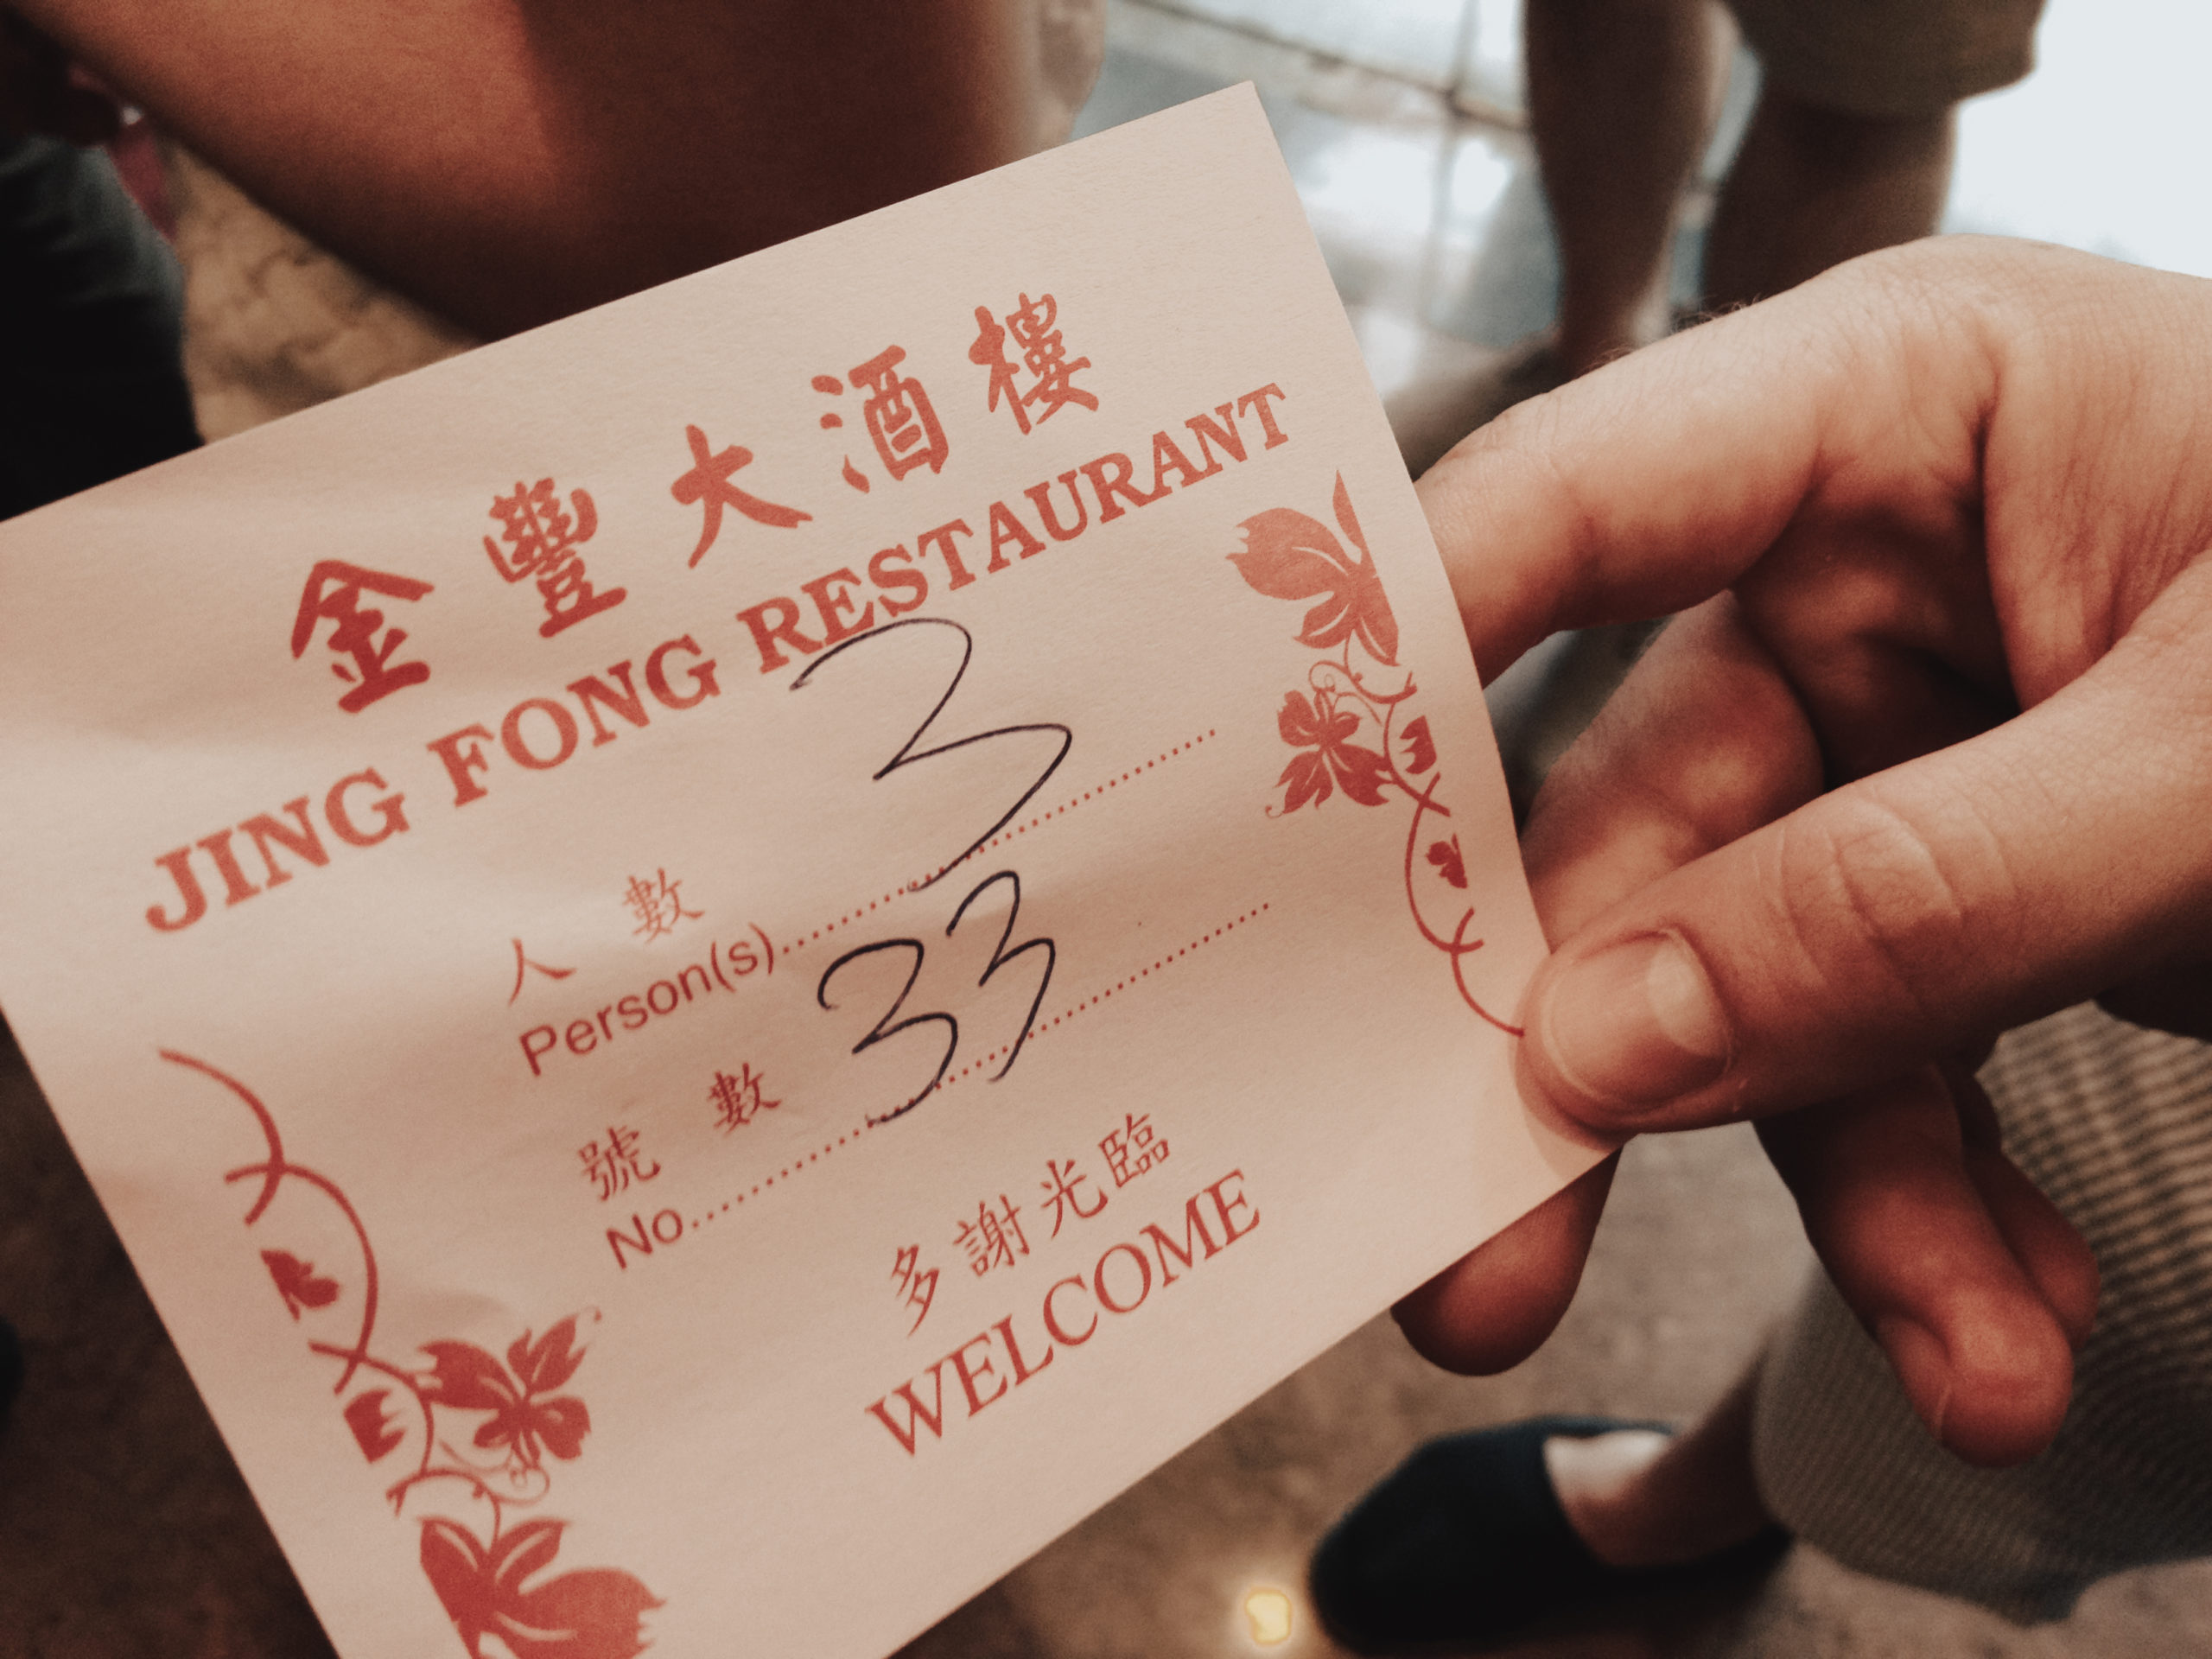 金豐大酒樓
JING FONG RESTAURANT
人數
Person(s)............ 3
號數
No............ 33
多謝光臨
WELCOME